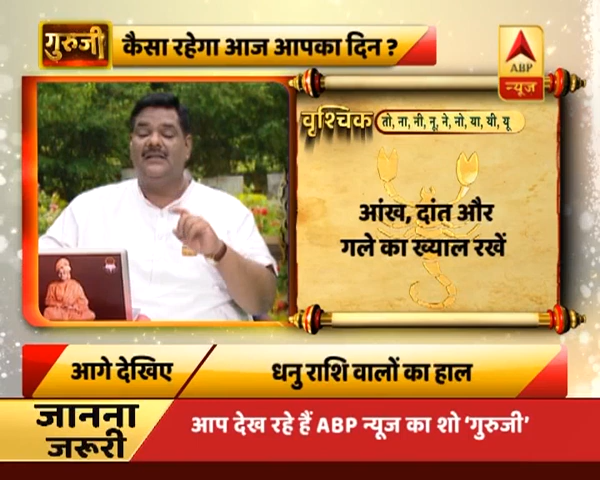 गुरुजी
कैसा रहेगा आज आपका दिन ?
ABP
न्यूज़
वृश्चिक
तो, ना, नी, नू, ने, नो, या, यी, यू
आंख, दांत और
गले का ख्याल रखें
आगे देखिए
धनु राशि वालों का हाल
जानना
जरूरी
आप देख रहे हैं ABP न्यूज का शो ‘गुरुजी’